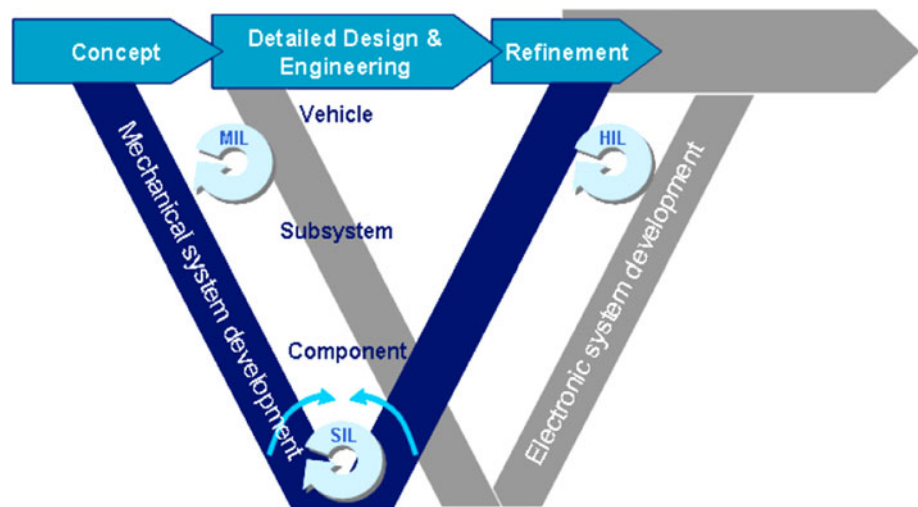 Concept
Detailed Design &
Engineering
Refinement
Vehicle
MIL
HIL
Mechanical system development
Subsystem
Electronic system development
Component
SIL